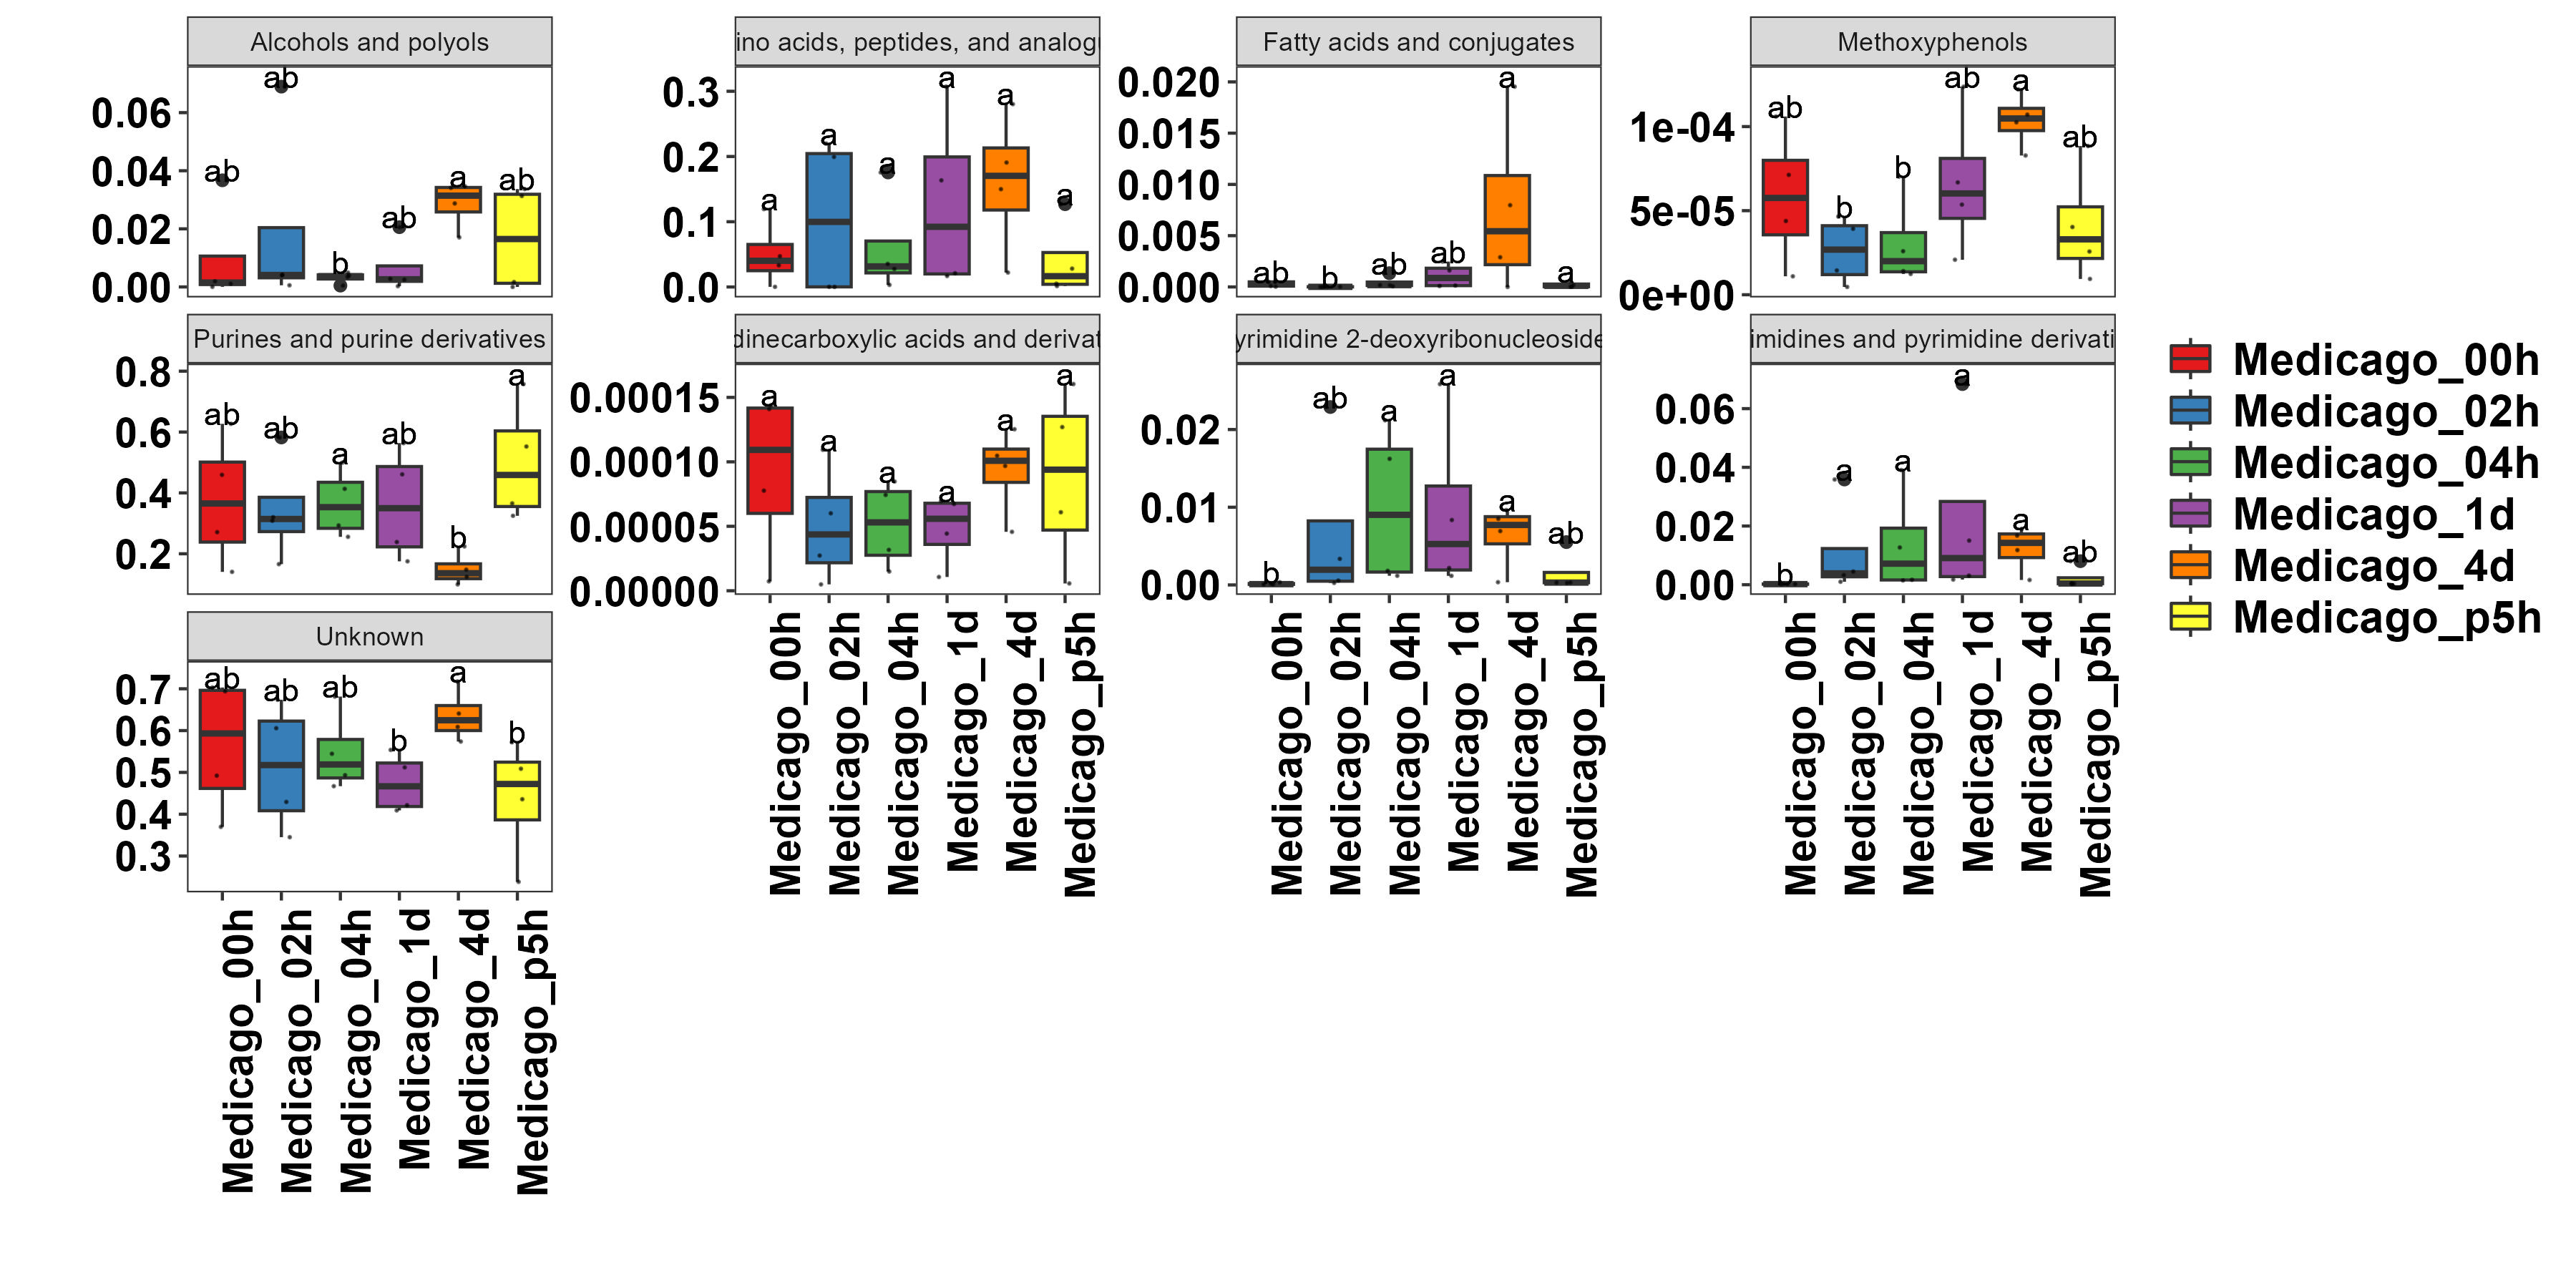 Alcohols and polyols
ino acids, peptides, and analogu
Fatty acids and conjugates
Methoxyphenols
0.06
0.04
0.02
0.00
ab
ab
b
ab
a
ab
0.3
0.2
0.1
0.0
a
a
a
a
a
a
0.020
0.015
0.010
0.005
0.000
ab
b
ab
ab
a
a
1e-04
5e-05
0e+00
ab
b
b
ab
a
ab
Purines and purine derivatives
dinecarboxylic acids and derivat
yrimidine 2-deoxyribonucleoside
imidines and pyrimidine derivati
0.8
0.6
0.4
0.2
ab
ab
a
ab
b
a
0.00015
0.00010
0.00005
0.00000
a
a
a
a
a
a
0.02
0.01
0.00
b
ab
a
a
a
ab
0.06
0.04
0.02
0.00
b
a
a
a
a
ab
Medicago_00h
Medicago_02h
Medicago_04h
Medicago_1d
Medicago_4d
Medicago_p5h
Medicago_00h
Medicago_02h
Medicago_04h
Medicago_1d
Medicago_4d
Medicago_p5h
Medicago_00h
Medicago_02h
Medicago_04h
Medicago_1d
Medicago_4d
Medicago_p5h
Unknown
0.7
0.6
0.5
0.4
0.3
ab
ab
ab
b
a
b
Medicago_00h
Medicago_02h
Medicago_04h
Medicago_1d
Medicago_4d
Medicago_p5h
Medicago_00h
Medicago_02h
Medicago_04h
Medicago_1d
Medicago_4d
Medicago_p5h